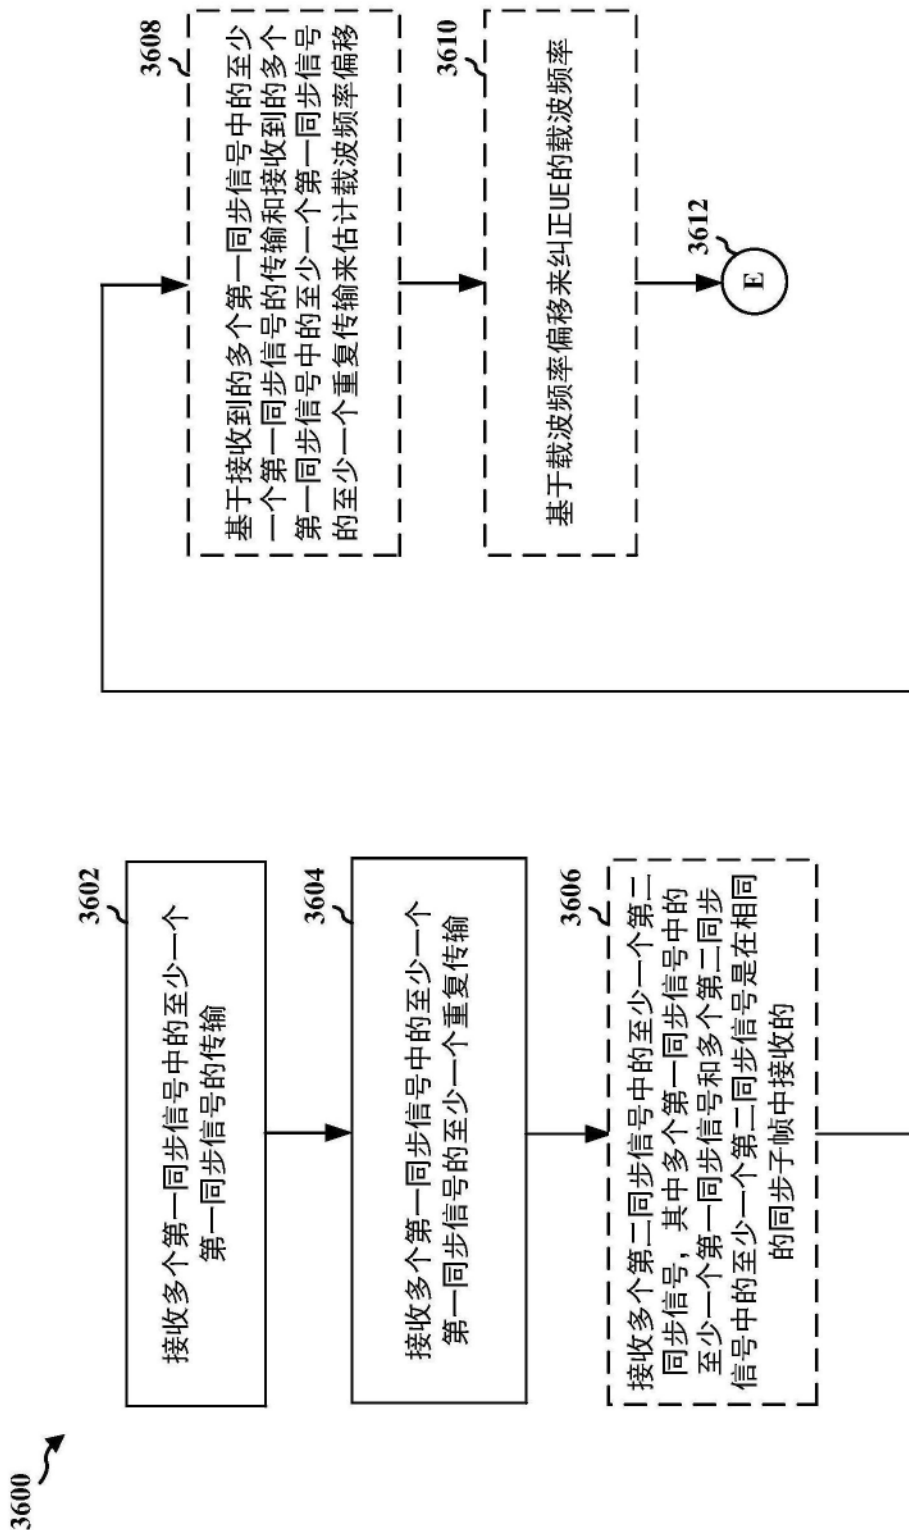 3600
3602
接收多个第一同步信号中的至少一个
第一同步信号的传输
3604
接收多个第一同步信号中的至少一个
第一同步信号的至少一个重复传输
3606
接收多个第二同步信号中的至少一个第二
同步信号，其中多个第一同步信号中的
至少一个第一同步信号和多个第二同步
信号中的至少一个第二同步信号是在相同
的同步子帧中接收的
3608
基于接收到的多个第一同步信号中的至少
一个第一同步信号的传输和接收到的多个
第一同步信号中的至少一个第一同步信号
的至少一个重复传输来估计载波频率偏移
3610
基于载波频率偏移来纠正UE的载波频率
3612
E